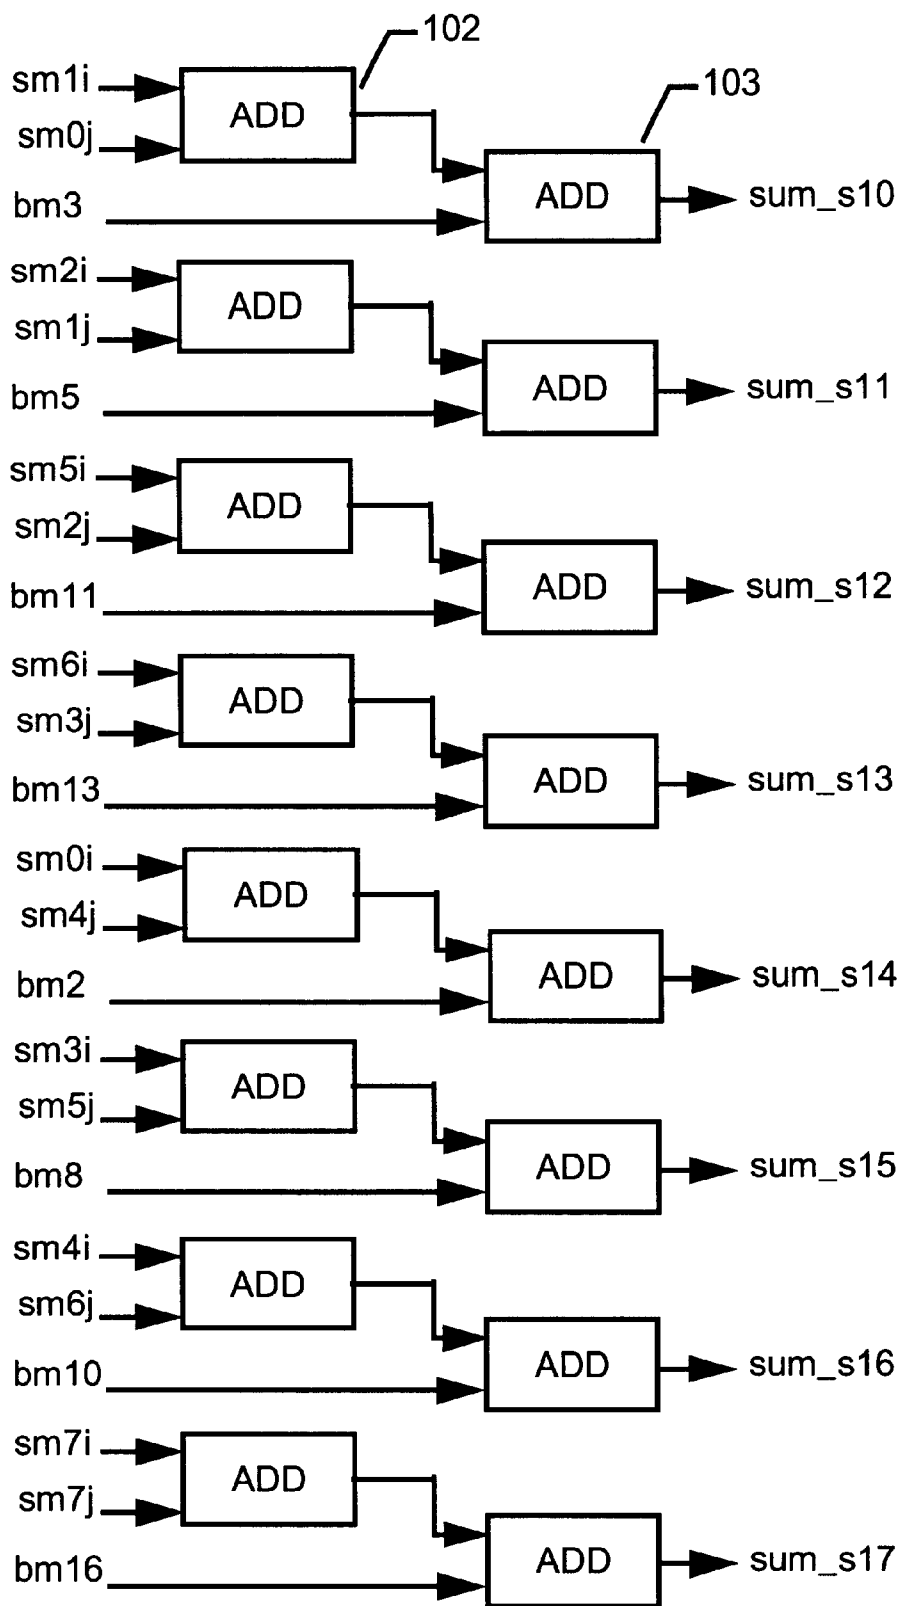 102
sm1i
ADD
103
sm0j
ADD
sum_s10
bm3
sm2i
ADD
sm1j
ADD
sum_s11
bm5
sm5i
ADD
sm2j
ADD
sum_s12
bm11
sm6i
ADD
sm3j
ADD
sum_s13
bm13
sm0i
ADD
sm4j
ADD
sum_s14
bm2
sm3i
ADD
sm5j
ADD
sum_s15
bm8
sm4i
ADD
sm6j
ADD
sum_s16
bm10
sm7i
ADD
sm7j
ADD
sum_s17
bm16